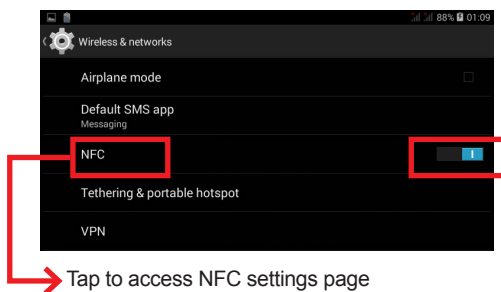 88% 01:09
Wireless & networks
Airplane mode
Default SMS app
Messaging
NFC
Tethering & portable hotspot
VPN
Tap to access NFC settings page